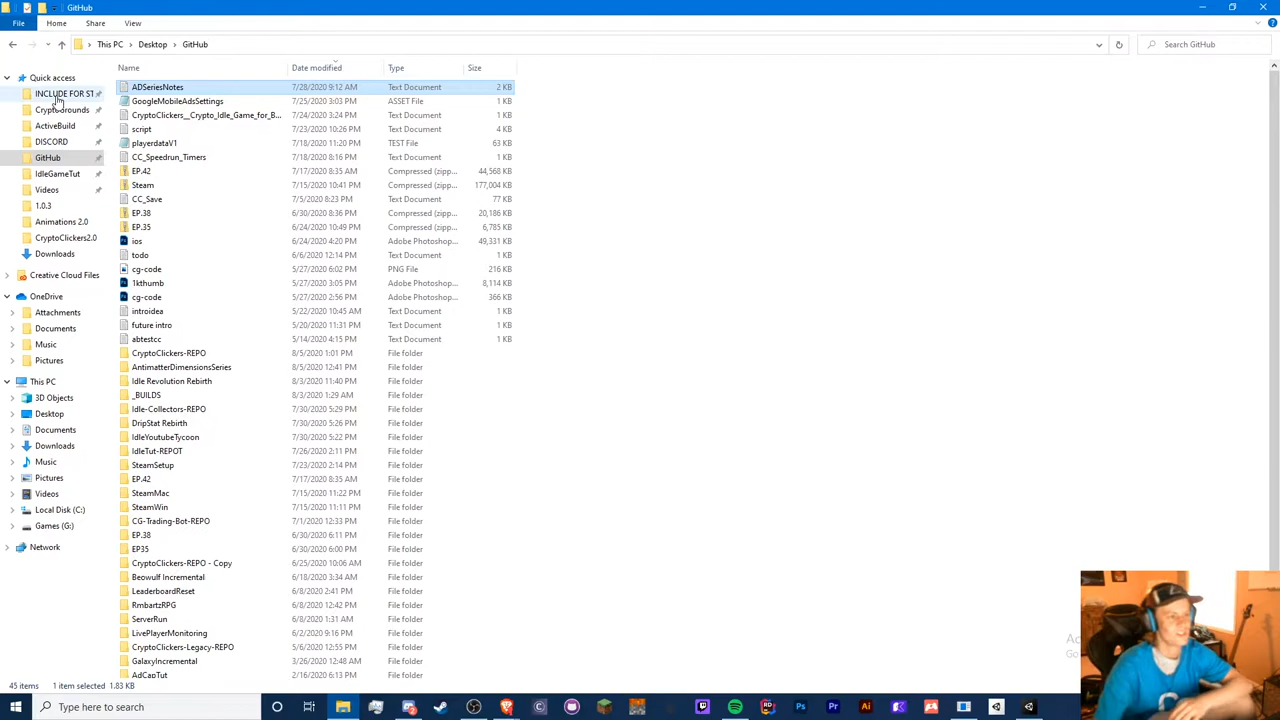 GitHub
File Home Share View
This PC Desktop GitHub Search GitHub
Name Date modified Type Size
Quick access
INCLUDE FOR ST
CryptoGrounds
ActiveBuild
DISCORD
GitHub
IdleGameTut
Videos
1.0.3
Animations 2.0
CryptoClickers2.0
Downloads
Creative Cloud Files
OneDrive
Attachments
Documents
Music
Pictures
This PC
3D Objects
Desktop
Documents
Downloads
Music
Pictures
Videos
Local Disk (C:)
Games (G:)
Network
ADSeriesNotes 7/28/2020 9:12 AM Text Document 2 KB
GoogleMobileAdsSettings 7/25/2020 3:03 PM ASSET File 1 KB
CryptoClickers__Crypto_Idle_Game_for_B... 7/24/2020 3:24 PM Text Document 1 KB
script 7/23/2020 10:26 PM Text Document 4 KB
playerdataV1 7/18/2020 11:20 PM TEST File 63 KB
CC_Speedrun_Timers 7/18/2020 8:16 PM Text Document 1 KB
EP.42 7/17/2020 8:35 AM Compressed (zipp... 44,568 KB
Steam 7/15/2020 10:41 PM Compressed (zipp... 177,004 KB
CC_Save 7/5/2020 8:23 PM Text Document 77 KB
EP.38 6/30/2020 8:36 PM Compressed (zipp... 20,186 KB
EP.35 6/24/2020 10:49 PM Compressed (zipp... 6,785 KB
ios 6/24/2020 4:20 PM Adobe Photoshop... 49,331 KB
todo 6/6/2020 12:14 PM Text Document 1 KB
cg-code 5/27/2020 6:02 PM PNG File 216 KB
1kthumb 5/27/2020 3:05 PM Adobe Photoshop... 8,114 KB
cg-code 5/27/2020 2:56 PM Adobe Photoshop... 366 KB
introidea 5/22/2020 10:45 AM Text Document 1 KB
future intro 5/20/2020 11:31 PM Text Document 1 KB
abtestcc 5/14/2020 4:15 PM Text Document 1 KB
CryptoClickers-REPO 8/5/2020 1:01 PM File folder
AntimatterDimensionsSeries 8/5/2020 12:41 PM File folder
Idle Revolution Rebirth 8/3/2020 11:40 PM File folder
_BUILDS 8/3/2020 1:29 AM File folder
Idle-Collectors-REPO 7/30/2020 5:29 PM File folder
DripStat Rebirth 7/30/2020 5:26 PM File folder
IdleYoutubeTycoon 7/30/2020 5:22 PM File folder
IdleTut-REPOT 7/26/2020 2:11 PM File folder
SteamSetup 7/23/2020 2:14 PM File folder
EP.42 7/17/2020 8:35 AM File folder
SteamMac 7/15/2020 11:22 PM File folder
SteamWin 7/15/2020 11:11 PM File folder
CG-Trading-Bot-REPO 7/1/2020 12:33 PM File folder
EP.38 6/30/2020 6:11 PM File folder
EP35 6/30/2020 6:00 PM File folder
CryptoClickers-REPO - Copy 6/25/2020 10:06 AM File folder
Beowulf Incremental 6/18/2020 3:34 AM File folder
LeaderboardReset 6/8/2020 2:41 PM File folder
RmbartzRPG 6/8/2020 12:42 PM File folder
ServerRun 6/8/2020 1:31 AM File folder
LivePlayerMonitoring 6/2/2020 9:16 PM File folder
CryptoClickers-Legacy-REPO 5/6/2020 12:55 PM File folder
GalaxyIncremental 3/26/2020 12:48 AM File folder
AdCapTut 2/16/2020 6:13 PM File folder
45 items 1 item selected 1.83 KB
Type here to search